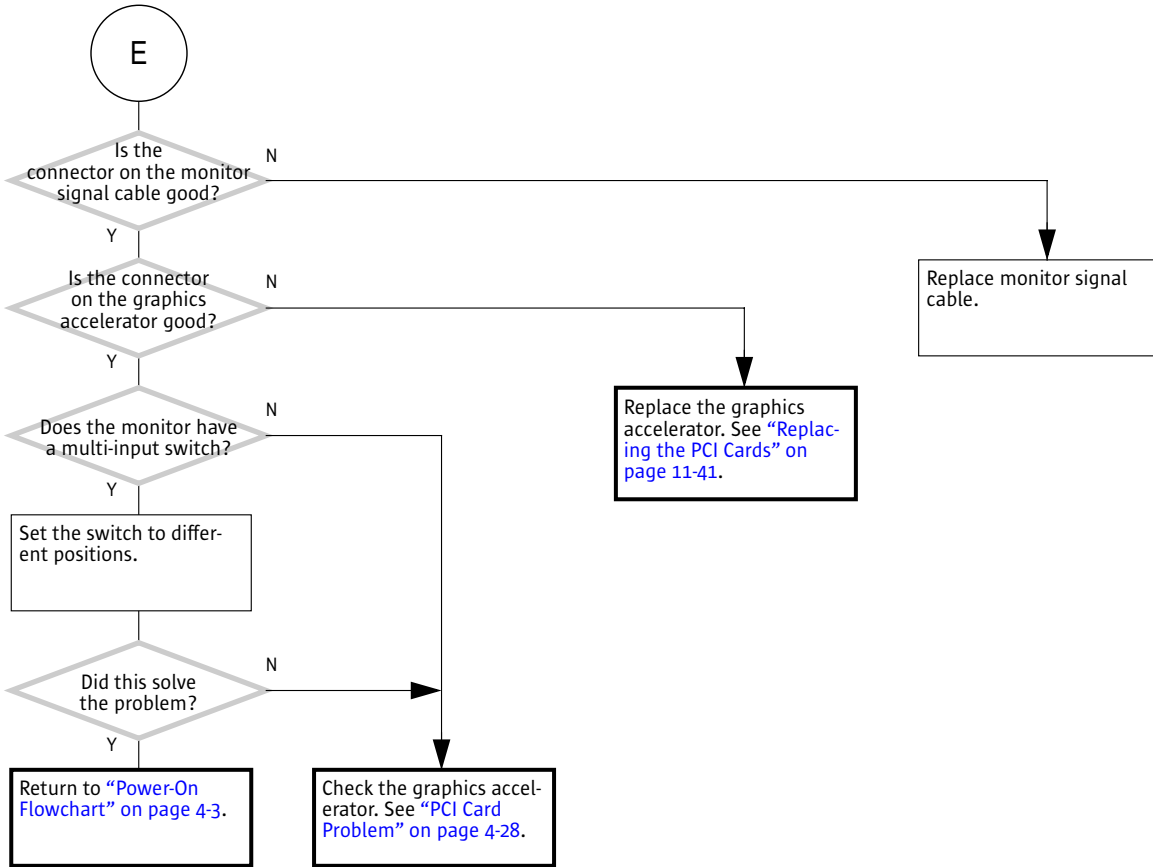 E
Is the
connector on the monitor
signal cable good?
N
Y
Replace monitor signal
cable.
Is the connector
on the graphics
accelerator good?
N
Y
Replace the graphics
accelerator. See “Replac-
ing the PCI Cards” on
page 11-41.
Does the monitor have
a multi-input switch?
N
Y
Set the switch to differ-
ent positions.
Did this solve
the problem?
N
Y
Return to “Power-On
Flowchart” on page 4-3.
Check the graphics accel-
erator. See “PCI Card
Problem” on page 4-28.